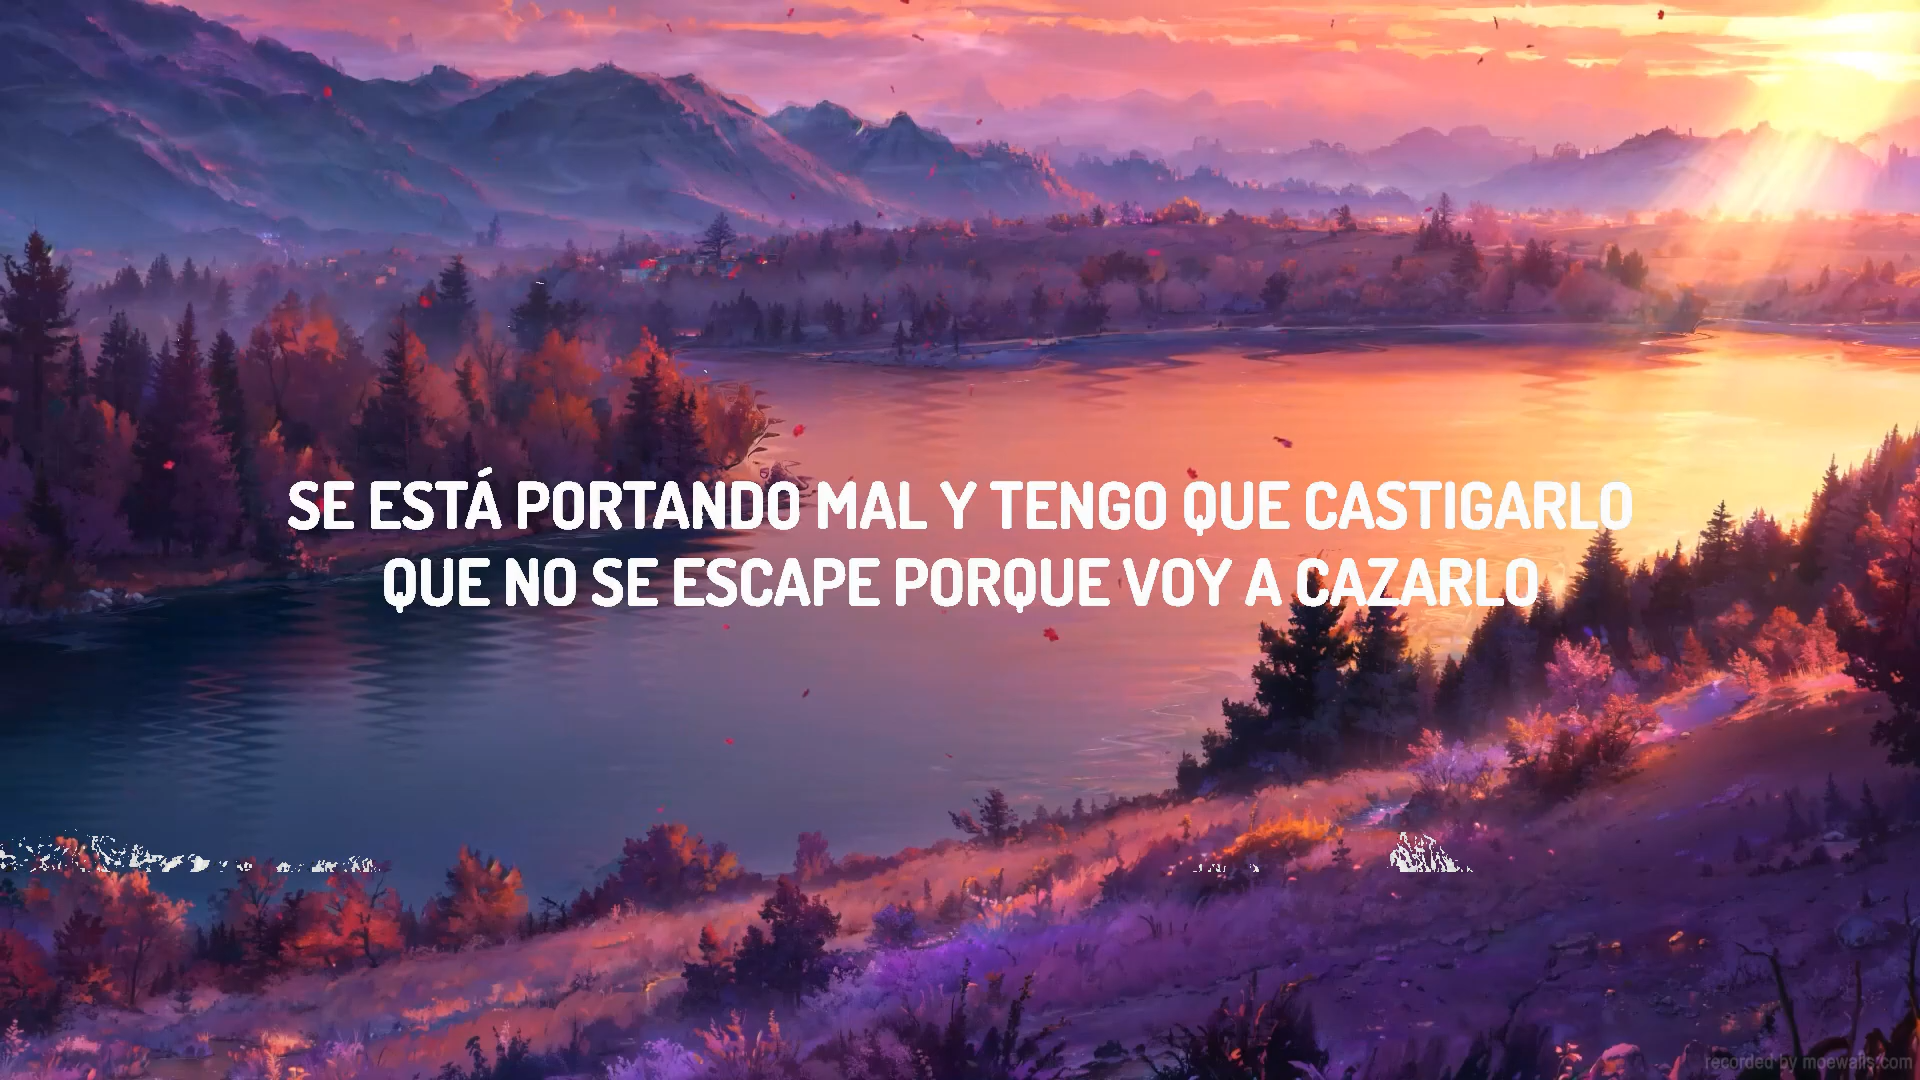 SE ESTÁ PORTANDO MAL Y TENGO QUE CASTIGARLO
QUE NO SE ESCAPE PORQUE VOY A CAZARLO
recorded by moewalls.com